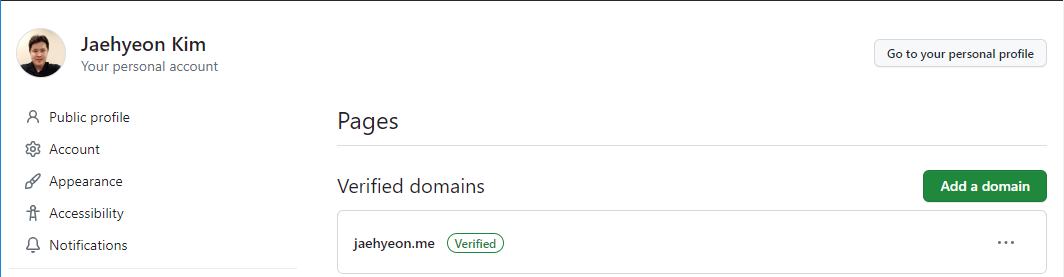 Jaehyeon Kim
Your personal account
Go to your personal profile
Public profile
Account
Appearance
Accessibility
Notifications
Pages
Verified domains
Add a domain
jaehyeon.me Verified